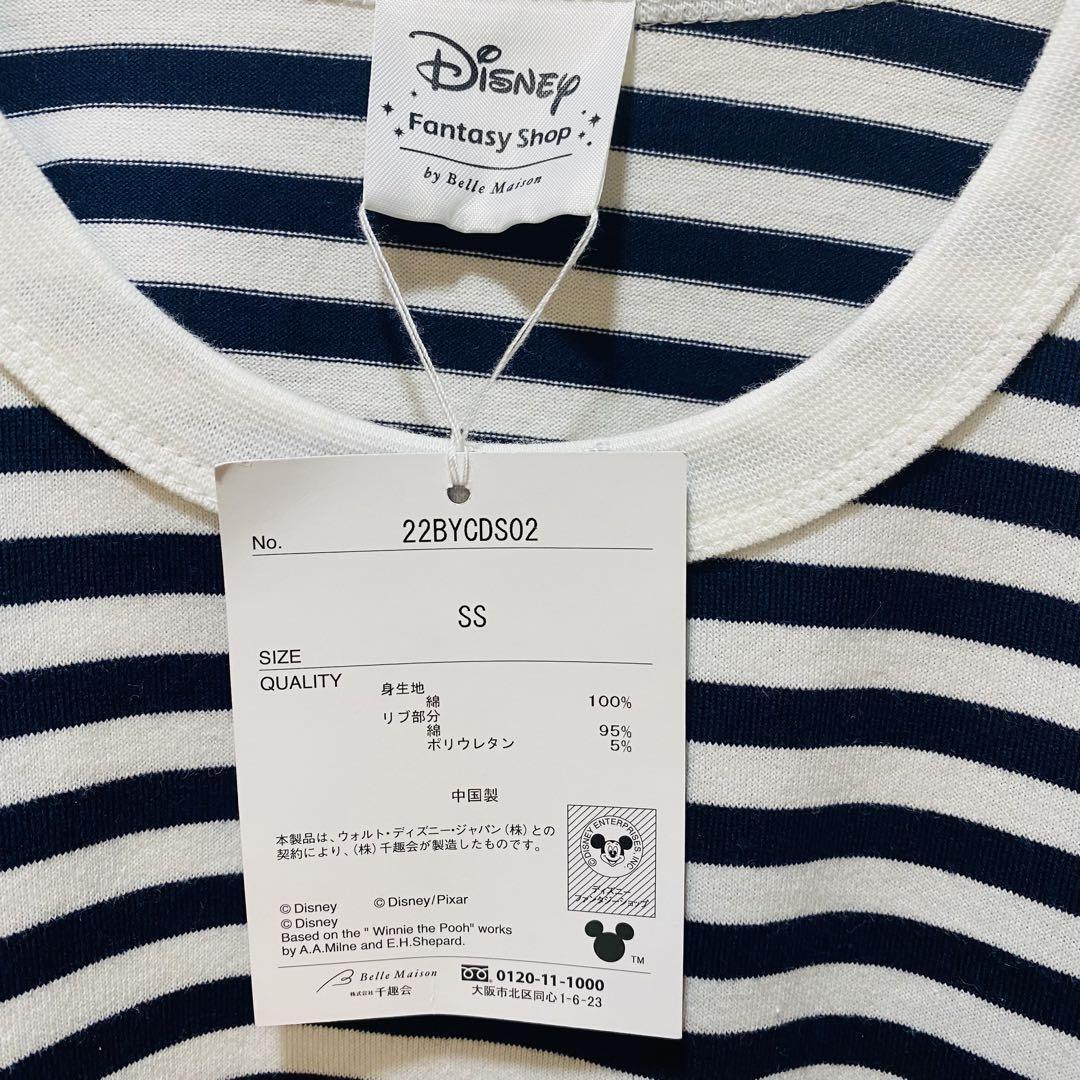 Disney
Fantasy Shop
by Belle Maison
No. 22BYCDS02
SS
SIZE
QUALITY
身生地
綿 100%
リブ部分
綿 95%
ポリウレタン 5%
中国製
本製品は、ウォルト・ディズニー・ジャパン(株)との
契約により、(株)千趣会が製造したものです。
©DISNEY ENTERPRISES, INC.
ディズニー
ファンタジーショップ
© Disney © Disney/Pixar
© Disney
Based on the " Winnie the Pooh" works
by A.A.Milne and E.H.Shepard.
TM
Belle Maison
株式会社 千趣会
0120-11-1000
大阪市北区同心1-6-23